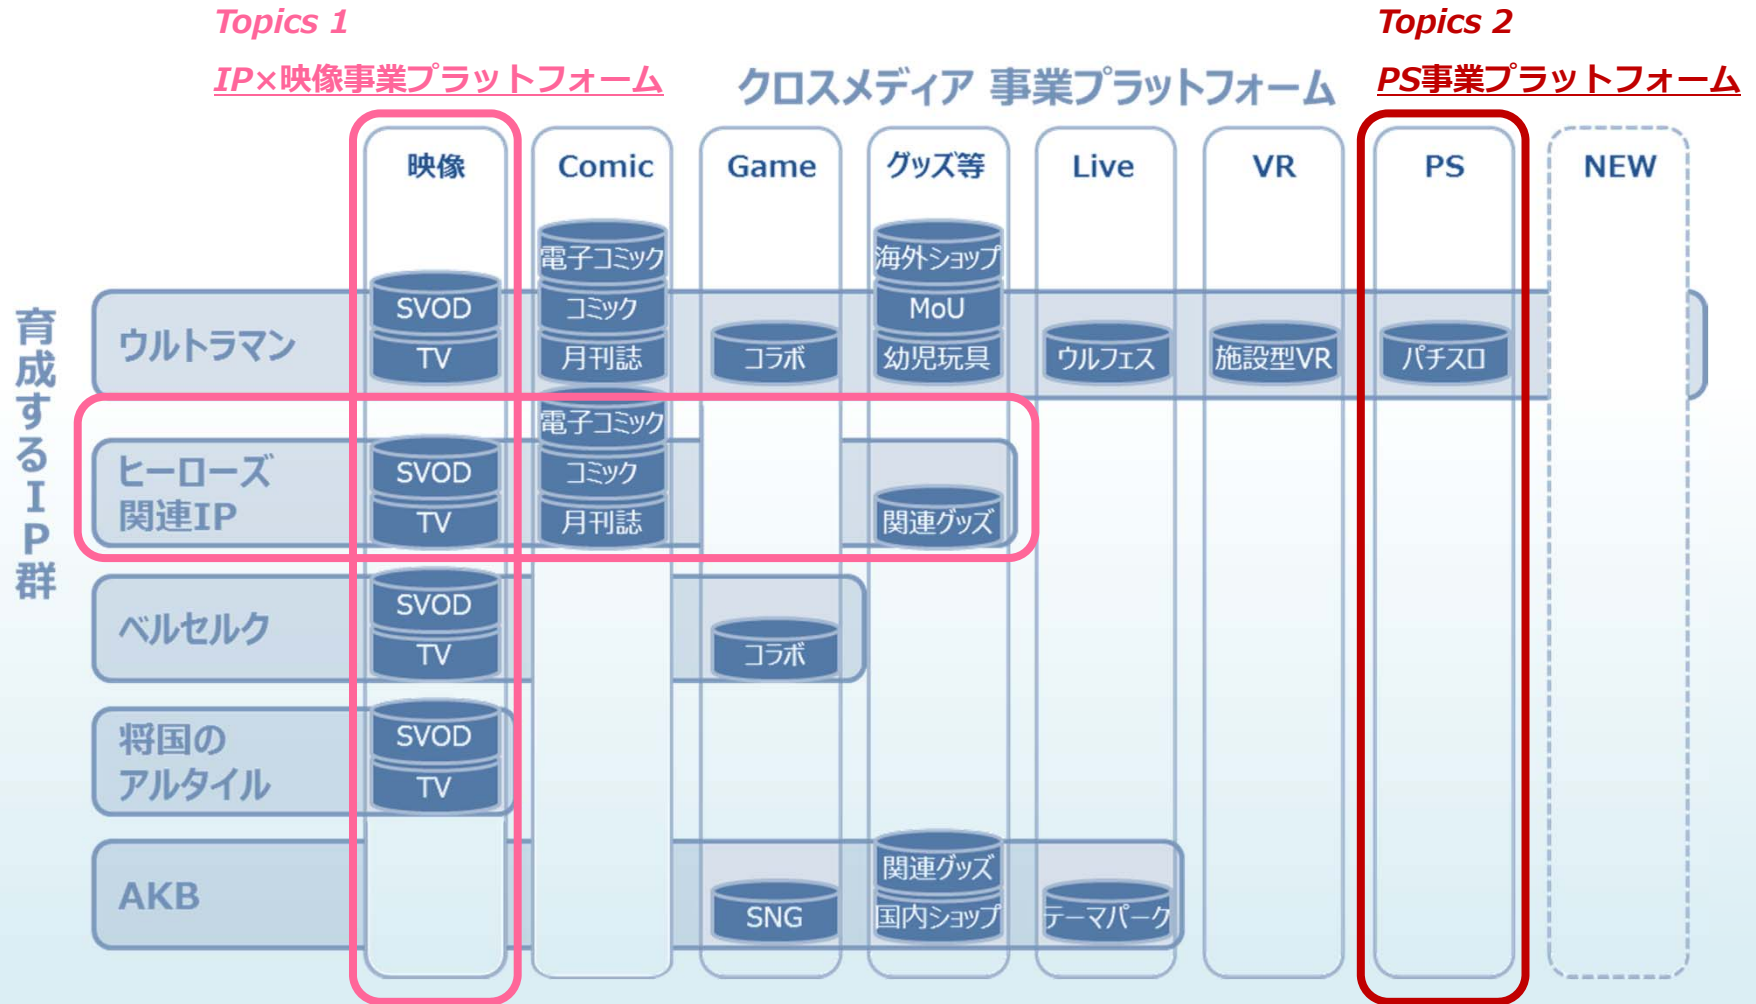 Topics 1
IP×映像事業プラットフォーム
Topics 2
PS事業プラットフォーム
クロスメディア 事業プラットフォーム
映像
Comic
Game
グッズ等
Live
VR
PS
NEW
育成するIP群
ウルトラマン
SVOD
TV
電子コミック
コミック
月刊誌
コラボ
海外ショップ
MoU
幼児玩具
ウルフェス
施設型VR
パチスロ
ヒーローズ
関連IP
SVOD
TV
電子コミック
コミック
月刊誌
関連グッズ
ベルセルク
SVOD
TV
コラボ
将国の
アルタイル
SVOD
TV
AKB
SNG
関連グッズ
国内ショップ
テーマパーク